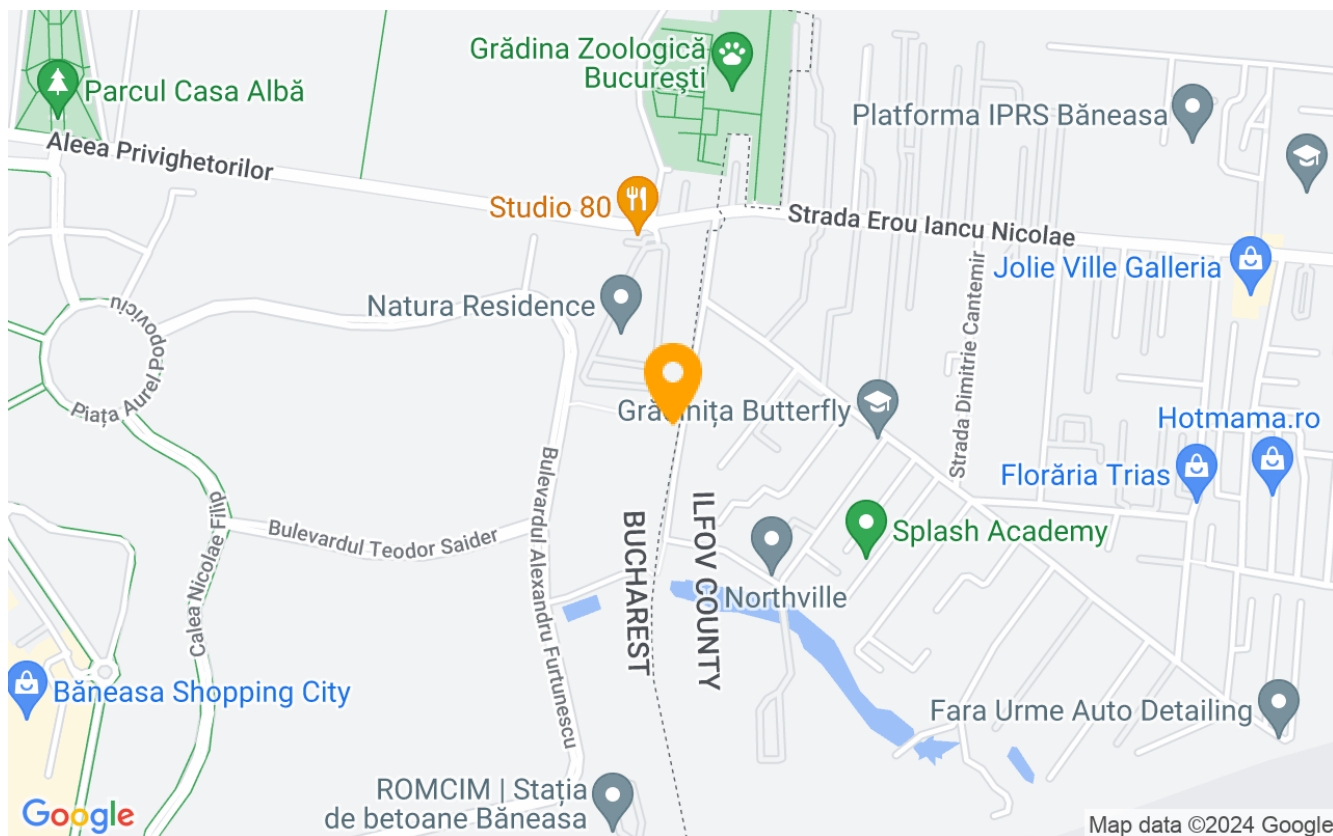 Grădina Zoologică
București
Parcul Casa Albă
Platforma IPRS Băneasa
Aleea Privighetorilor
Studio 80
Strada Erou Iancu Nicolae
Jolie Ville Galleria
Natura Residence
Strada Dimitrie Cantemir
Piața Aurel Popoviciu
Grădinița Butterfly
Hotmama.ro
Florăria Trias
Calea Nicolae Filip
Bulevardul Teodor Saider
Bulevardul Alexandru Furtunescu
BUCHAREST
ILFOV COUNTY
Splash Academy
Northville
Băneasa Shopping City
Fara Urme Auto Detailing
ROMCIM | Stația
de betoane Băneasa
Google
Map data ©2024 Google